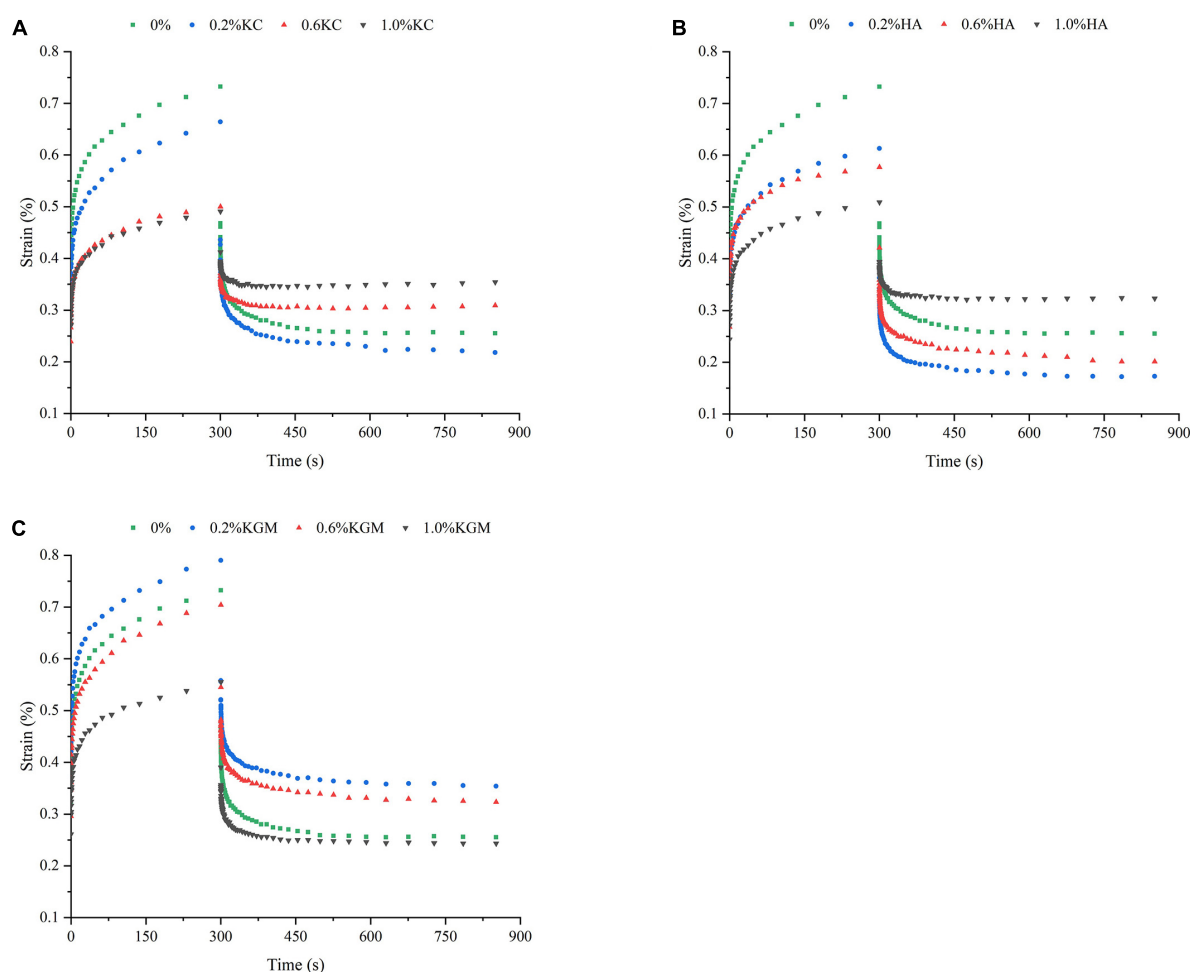 A
0% 0.2%KC 0.6KC 1.0%KC
0.8
0.7
0.6
0.5
0.4
0.3
0.2
0.1
Strain (%)
0 150 300 450 600 750 900
Time (s)
B
0% 0.2%HA 0.6%HA 1.0%HA
0.8
0.7
0.6
0.5
0.4
0.3
0.2
0.1
Strain (%)
0 150 300 450 600 750 900
Time (s)
C
0% 0.2%KGM 0.6%KGM 1.0%KGM
0.8
0.7
0.6
0.5
0.4
0.3
0.2
0.1
Strain (%)
0 150 300 450 600 750 900
Time (s)